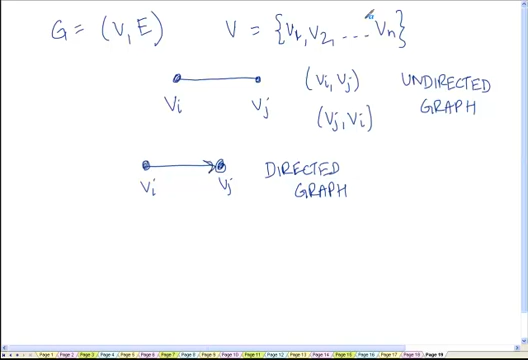 G = (V, E) V = {V1, V2, .... Vn}
(Vi, Vj) UNDIRECTED
Vi Vj GRAPH
(Vj, Vi)
DIRECTED
Vi Vj GRAPH
Page 1 Page 2 Page 3 Page 4 Page 5 Page 6 Page 7 Page 8 Page 9 Page 10 Page 11 Page 12 Page 13 Page 14 Page 15 Page 16 Page 17 Page 18 Page 19